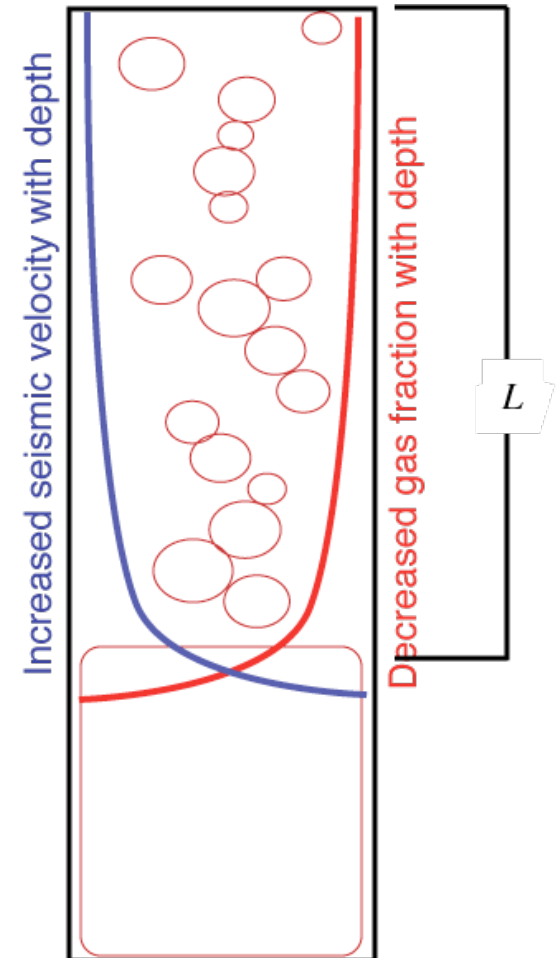 Increased seismic velocity with depth
Decreased gas fraction with depth
L